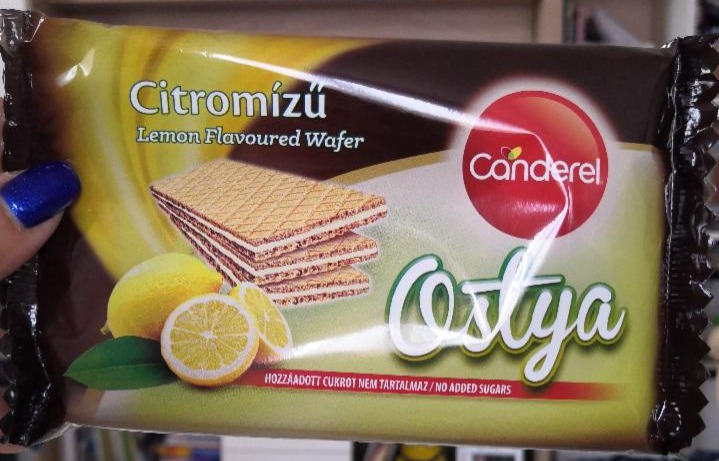 Citromízű
Lemon Flavoured Wafer
Canderel
Ostya
HOZZÁADOTT CUKROT NEM TARTALMAZ / NO ADDED SUGARS